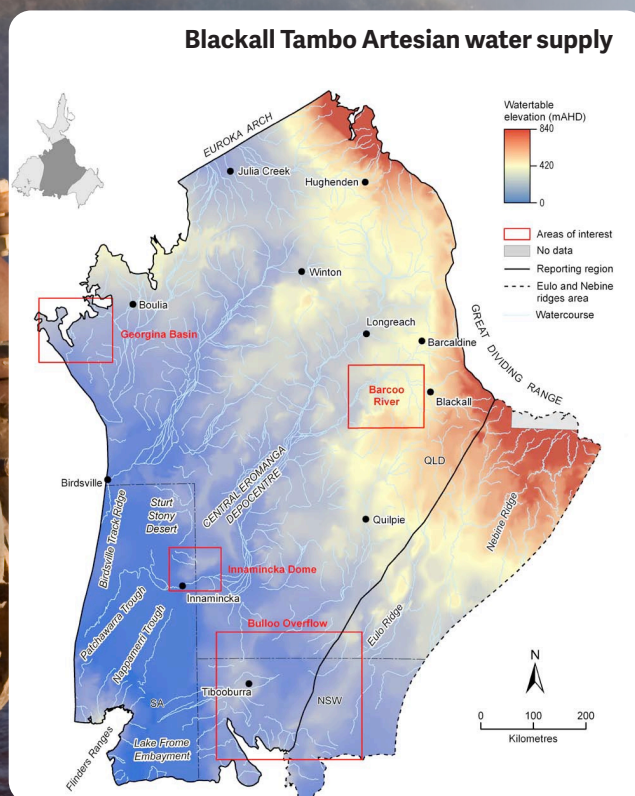 Blackall Tambo Artesian water supply
EUROKA ARCH
Julia Creek
Hughenden
Winton
Boulia
Georgina Basin
Longreach
Barcaldine
GREAT DIVIDING RANGE
Barcoo
River
Blackall
QLD
Birdsville
Birdsville Track Ridge
Sturt
Stony
Desert
CENTRAL EROMANGA
DEPOCENTRE
Quilpie
Nebine Ridge
Innamincka Dome
Innamincka
Patchawarra Trough
Nappamerri Trough
Bulloo Overflow
Eulo Ridge
Tibooburra
NSW
SA
Lake Frome
Embayment
Flinders Ranges
Watertable
elevation (mAHD)
840
420
0
Areas of interest
No data
Reporting region
Eulo and Nebine
ridges area
Watercourse
N
0 100 200
Kilometres